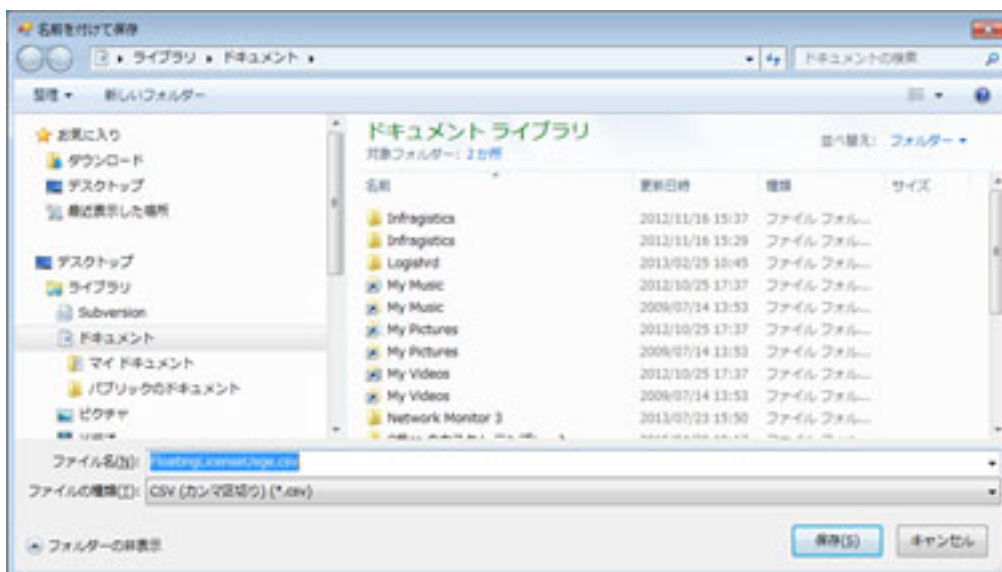 名前を付けて保存
ライブラリ ▸ ドキュメント ▸
ドキュメントの検索
整理 新しいフォルダー
お気に入り
ダウンロード
デスクトップ
最近表示した場所
デスクトップ
ライブラリ
Subversion
ドキュメント
マイ ドキュメント
パブリックのドキュメント
ピクチャ
ドキュメント ライブラリ
対象フォルダー: 2 か所
並べ替え: フォルダー
名前 更新日時 種類 サイズ
Infragistics 2012/11/16 15:37 ファイル フォル...
Infragistics 2012/11/16 15:29 ファイル フォル...
Logishrd 2013/02/25 10:45 ファイル フォル...
My Music 2012/10/25 17:37 ファイル フォル...
My Music 2009/07/14 13:53 ファイル フォル...
My Pictures 2012/10/25 17:37 ファイル フォル...
My Pictures 2009/07/14 13:53 ファイル フォル...
My Videos 2012/10/25 17:37 ファイル フォル...
My Videos 2009/07/14 13:53 ファイル フォル...
Network Monitor 3 2013/07/23 15:50 ファイル フォル...
ファイル名(N): FloatingLicenseUsage.csv
ファイルの種類(T): CSV (カンマ区切り) (*.csv)
フォルダーの非表示
保存(S)
キャンセル